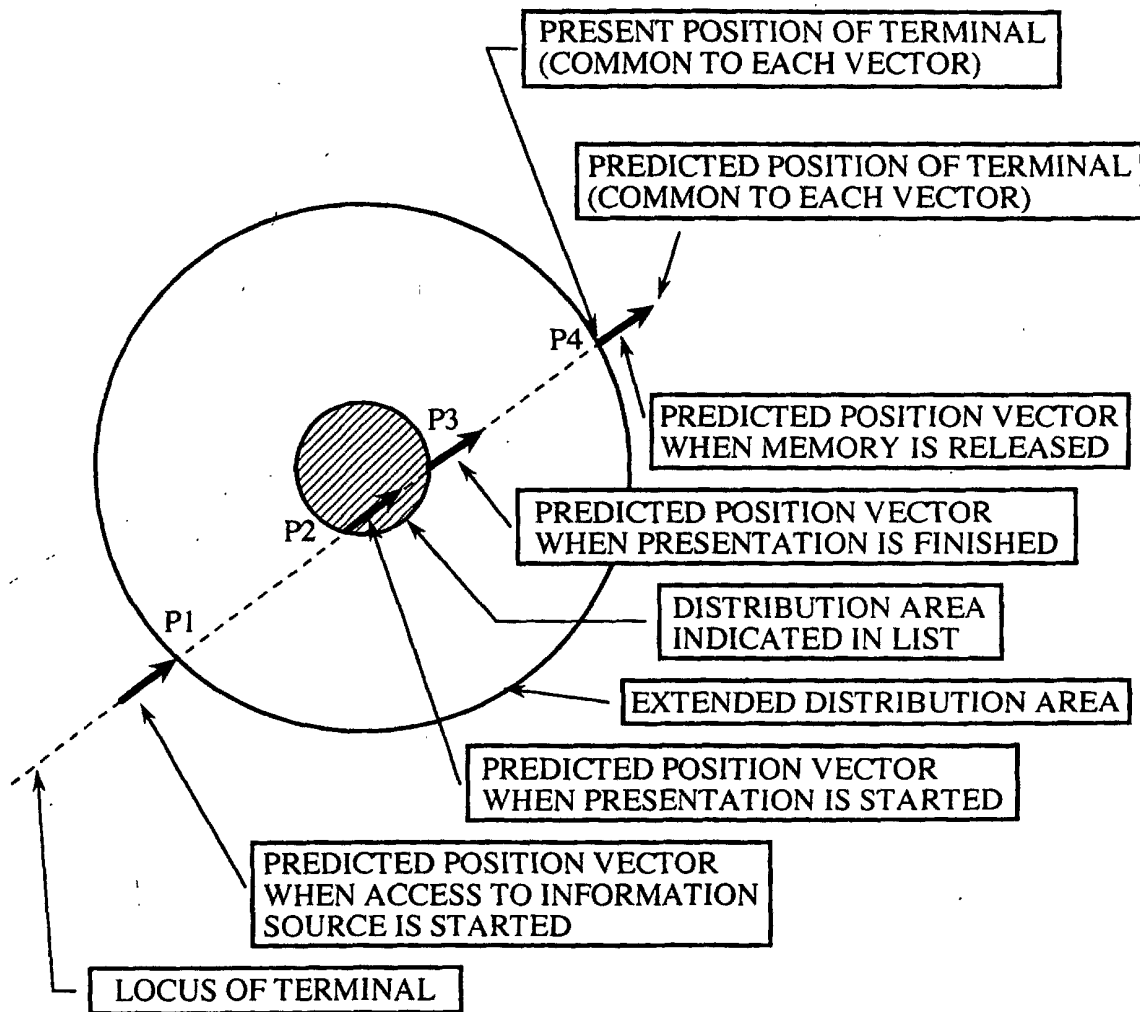 PRESENT POSITION OF TERMINAL
(COMMON TO EACH VECTOR)
PREDICTED POSITION OF TERMINAL
(COMMON TO EACH VECTOR)
P4
PREDICTED POSITION VECTOR
WHEN MEMORY IS RELEASED
P3
PREDICTED POSITION VECTOR
WHEN PRESENTATION IS FINISHED
P2
DISTRIBUTION AREA
INDICATED IN LIST
P1
EXTENDED DISTRIBUTION AREA
PREDICTED POSITION VECTOR
WHEN PRESENTATION IS STARTED
PREDICTED POSITION VECTOR
WHEN ACCESS TO INFORMATION
SOURCE IS STARTED
LOCUS OF TERMINAL